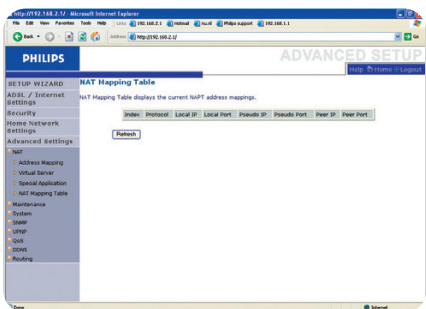 http://192.168.2.1/ - Microsoft Internet Explorer
File Edit View Favorites Tools Help Links 192.168.2.1 Hotmail nu.nl Philips support 192.168.1.1
Back Address http://192.168.2.1/ Go
PHILIPS
ADVANCED SETUP
Help Home Logout
SETUP WIZARD
ADSL / Internet Settings
Security
Home Network Settings
Advanced Settings
NAT
Address Mapping
Virtual Server
Special Application
NAT Mapping Table
Maintenance
System
SNMP
UPNP
QoS
DDNS
Routing
NAT Mapping Table
NAT Mapping Table displays the current NAPT address mappings.
Index Protocol Local IP Local Port Pseudo IP Pseudo Port Peer IP Peer Port
Refresh
Done Internet